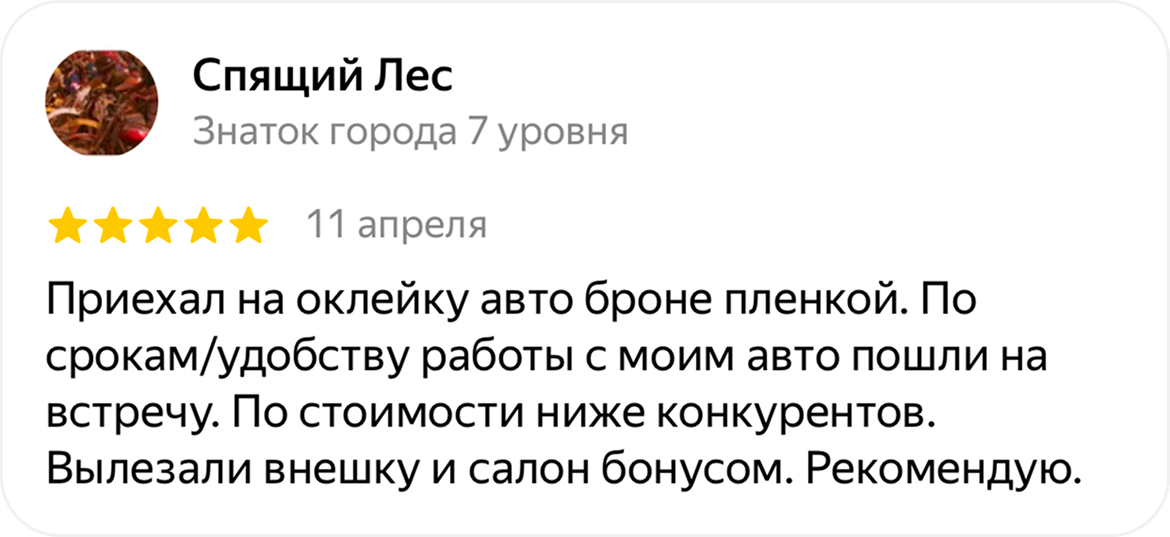 Спящий Лес
Знаток города 7 уровня
11 апреля
Приехал на оклейку авто броне пленкой. По
срокам/удобству работы с моим авто пошли на
встречу. По стоимости ниже конкурентов.
Вылезали внешку и салон бонусом. Рекомендую.